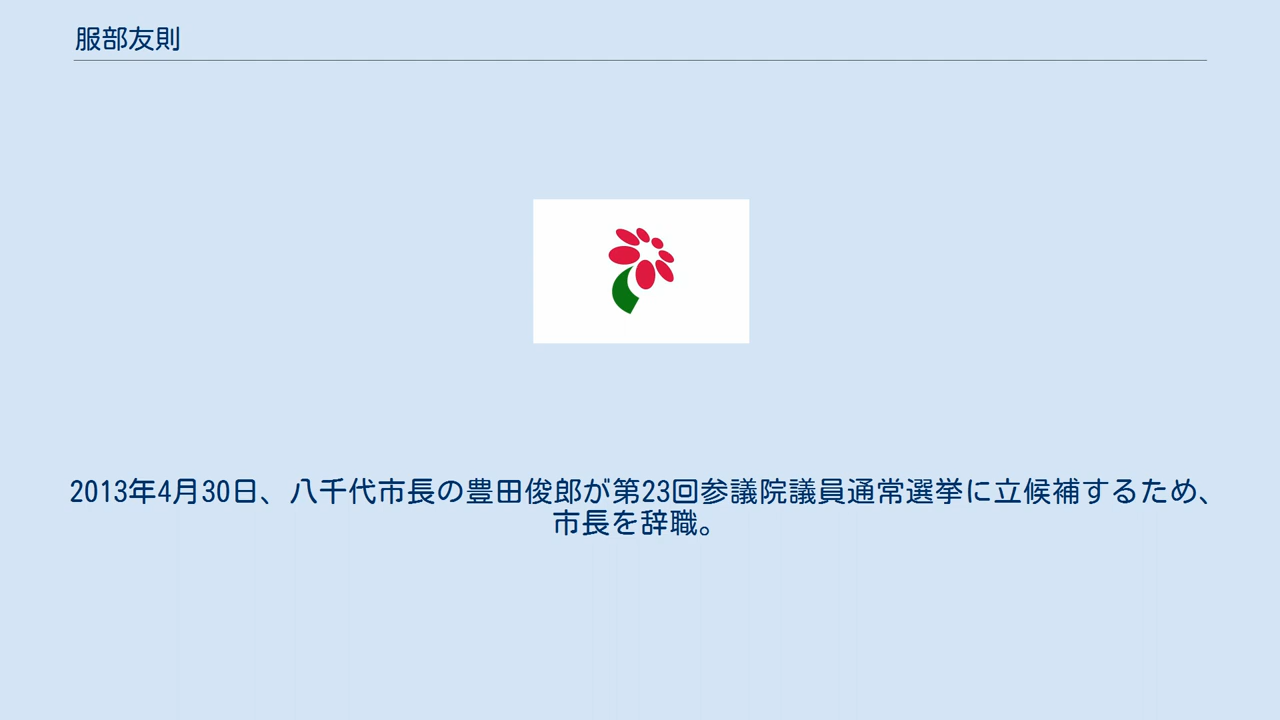 服部友則
2013年4月30日、八千代市長の豊田俊郎が第23回参議院議員通常選挙に立候補するため、
市長を辞職。